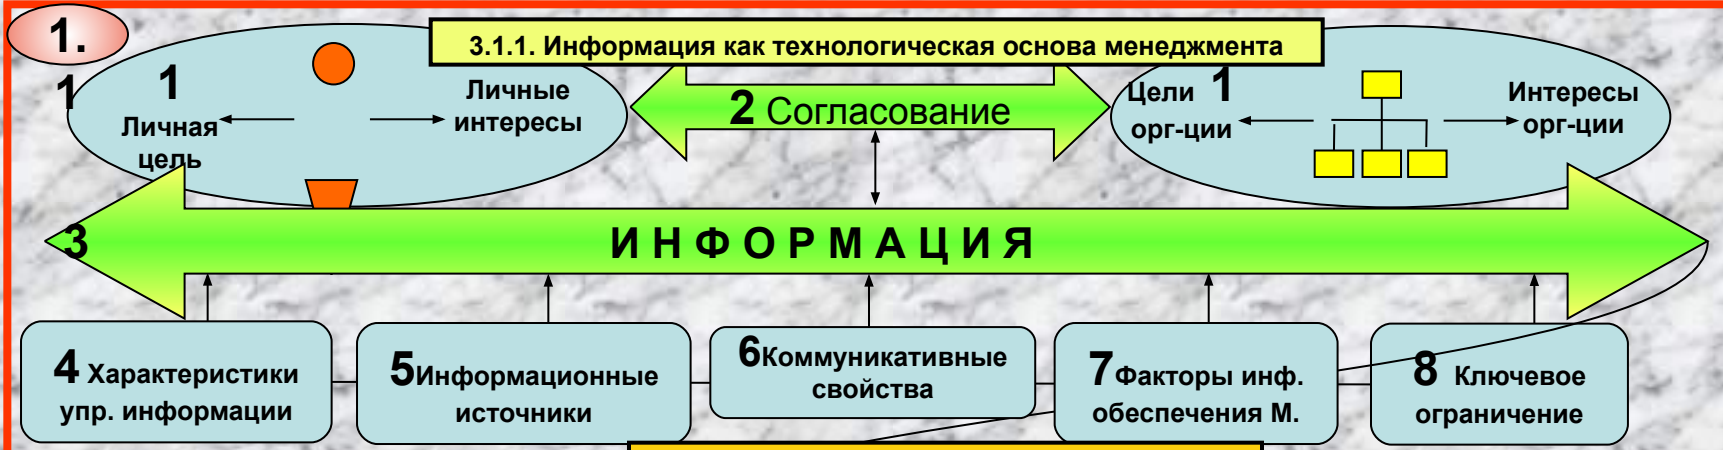 1.
1
3.1.1. Информация как технологическая основа менеджмента
1
Личная
цель
Личные
интересы
2 Согласование
Цели 1
орг-ции
Интересы
орг-ции
3
ИНФОРМАЦИЯ
4 Характеристики
упр. информации
5Информационные
источники
6Коммуникативные
свойства
7Факторы инф.
обеспечения М.
8 Ключевое
ограничение